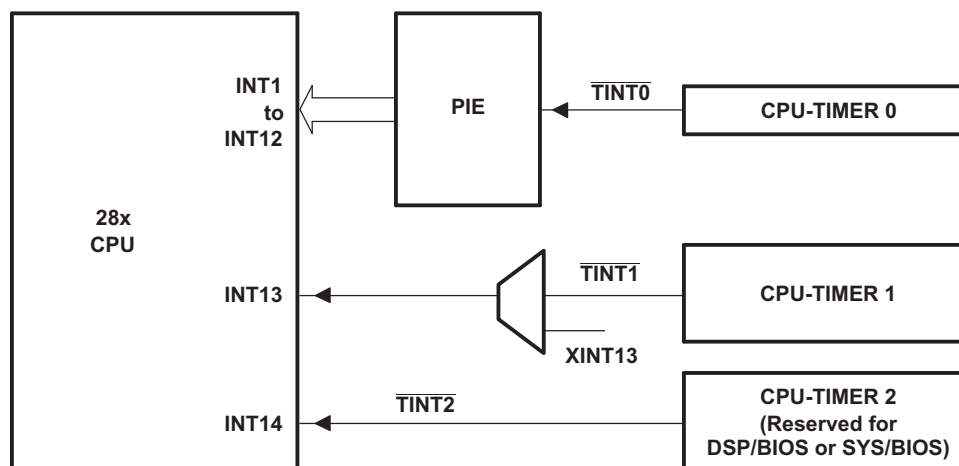 INT1
to
INT12
PIE
TINT0
CPU-TIMER 0
28x
CPU
INT13
TINT1
XINT13
CPU-TIMER 1
INT14
TINT2
CPU-TIMER 2
(Reserved for
DSP/BIOS or SYS/BIOS)